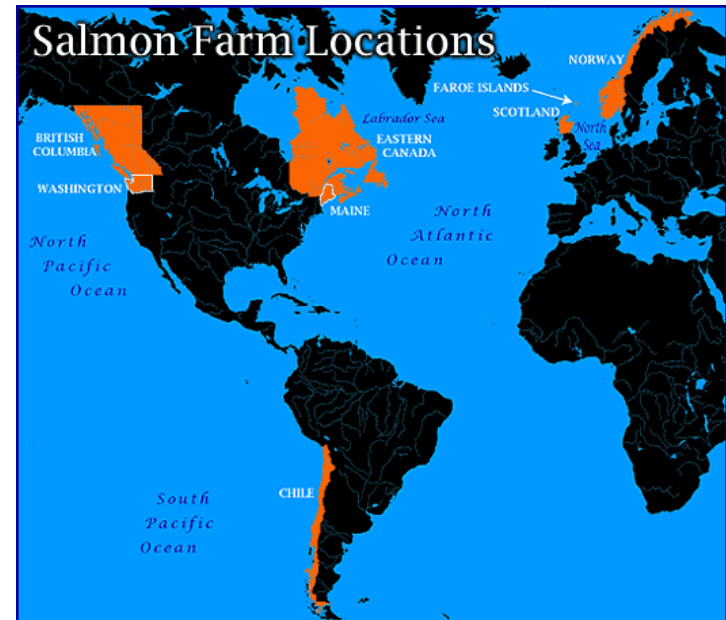 Salmon Farm Locations
NORWAY
FAROE ISLANDS
SCOTLAND
North
Sea
Labrador Sea
EASTERN
CANADA
BRITISH
COLUMBIA
WASHINGTON
MAINE
North
Pacific
Ocean
North
Atlantic
Ocean
CHILE
South
Pacific
Ocean